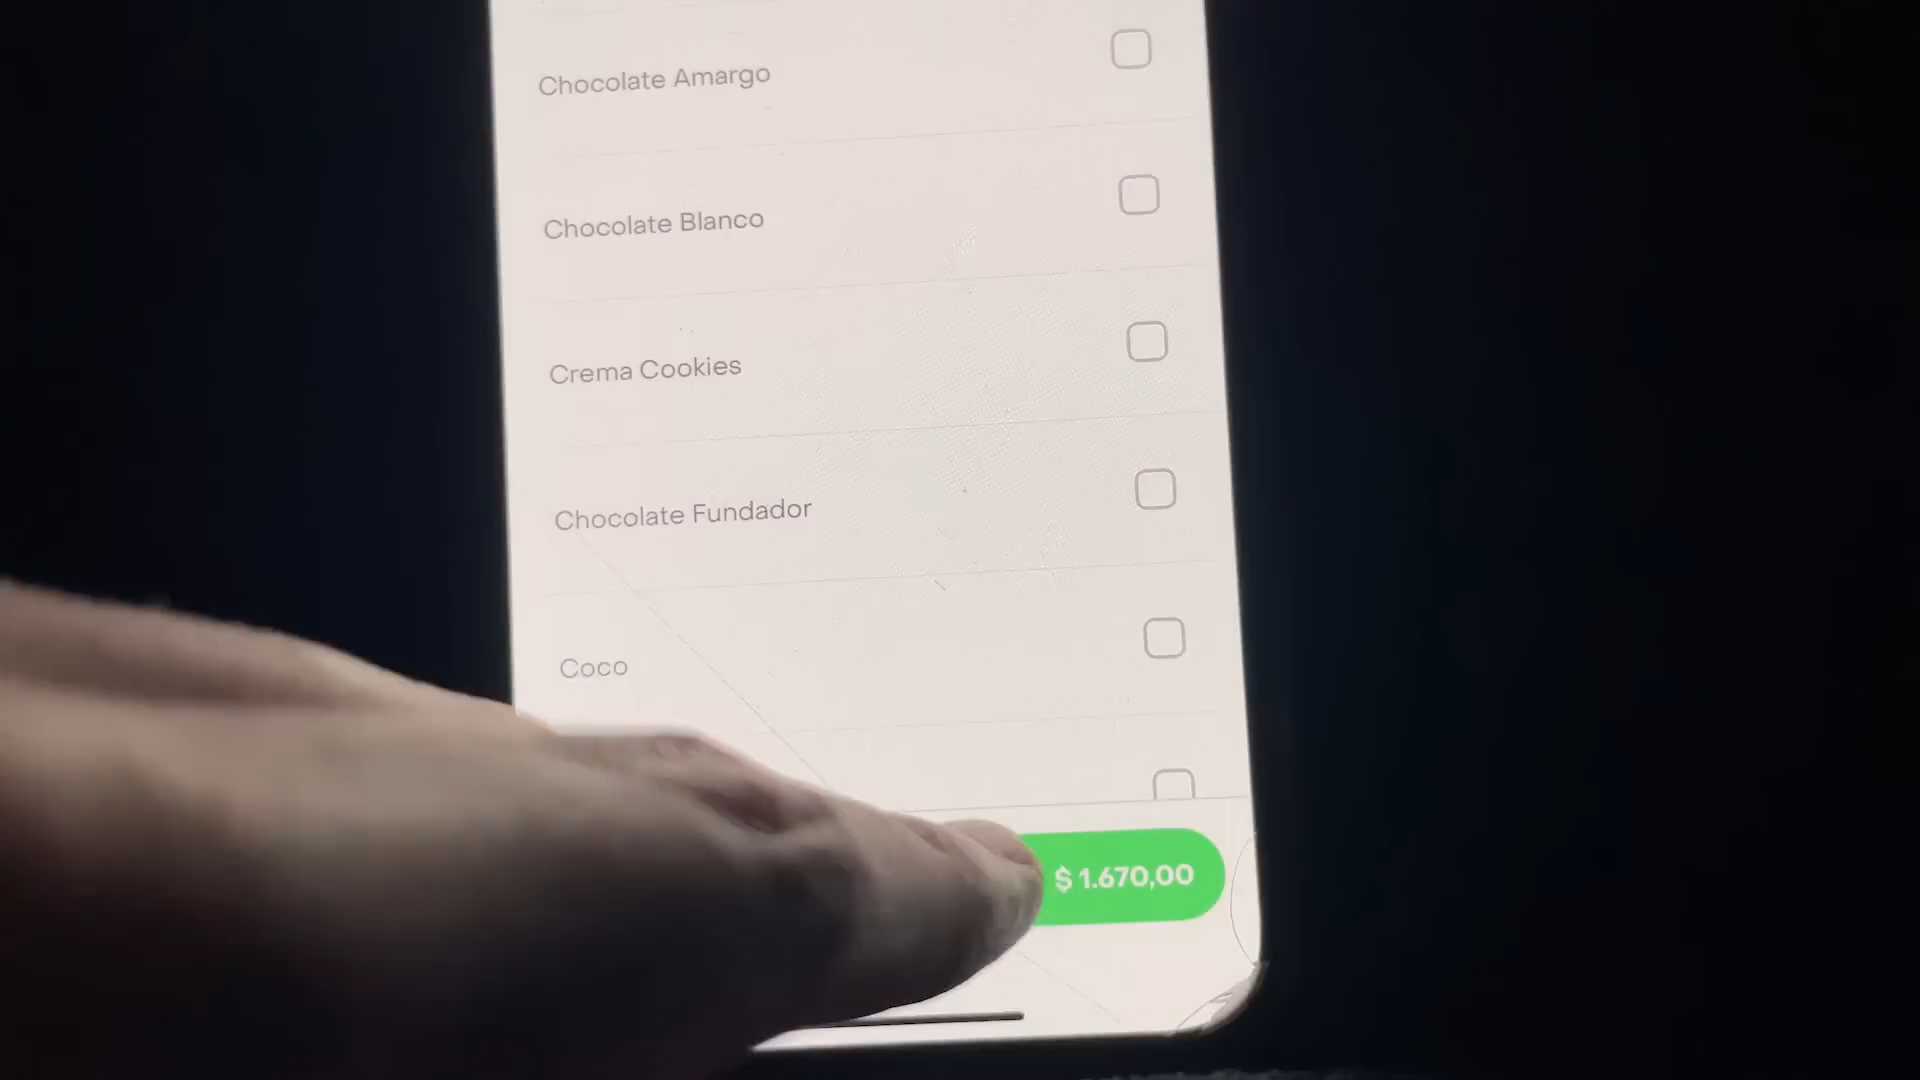 Chocolate Amargo
Chocolate Blanco
Crema Cookies
Chocolate Fundador
Coco
$ 1.670,00